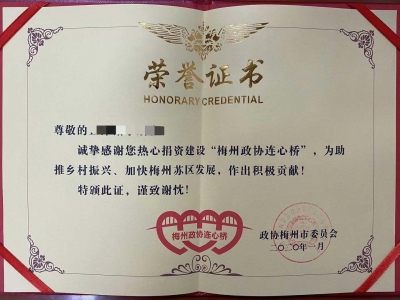 荣誉证书
HONORARY CREDENTIAL
尊敬的
诚挚感谢您热心捐资建设“梅州政协连心桥”，为助
推乡村振兴、加快梅州苏区发展，作出积极贡献！
特颁此证，谨致谢忱！
梅州政协连心桥
政协梅州市委员会
二〇二〇年一月